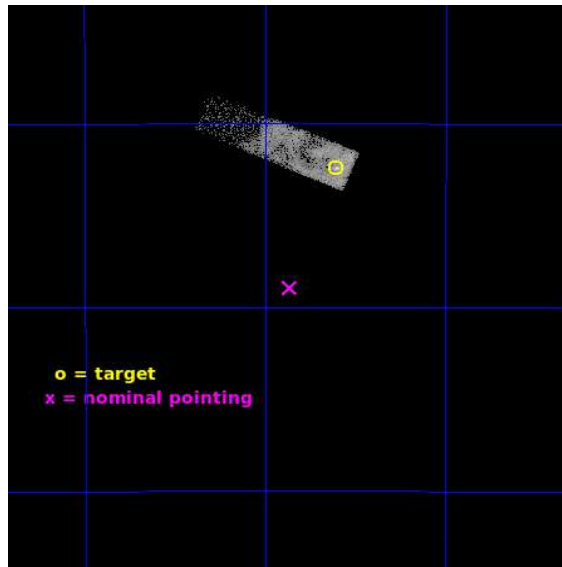 o = target
x = nominal pointing